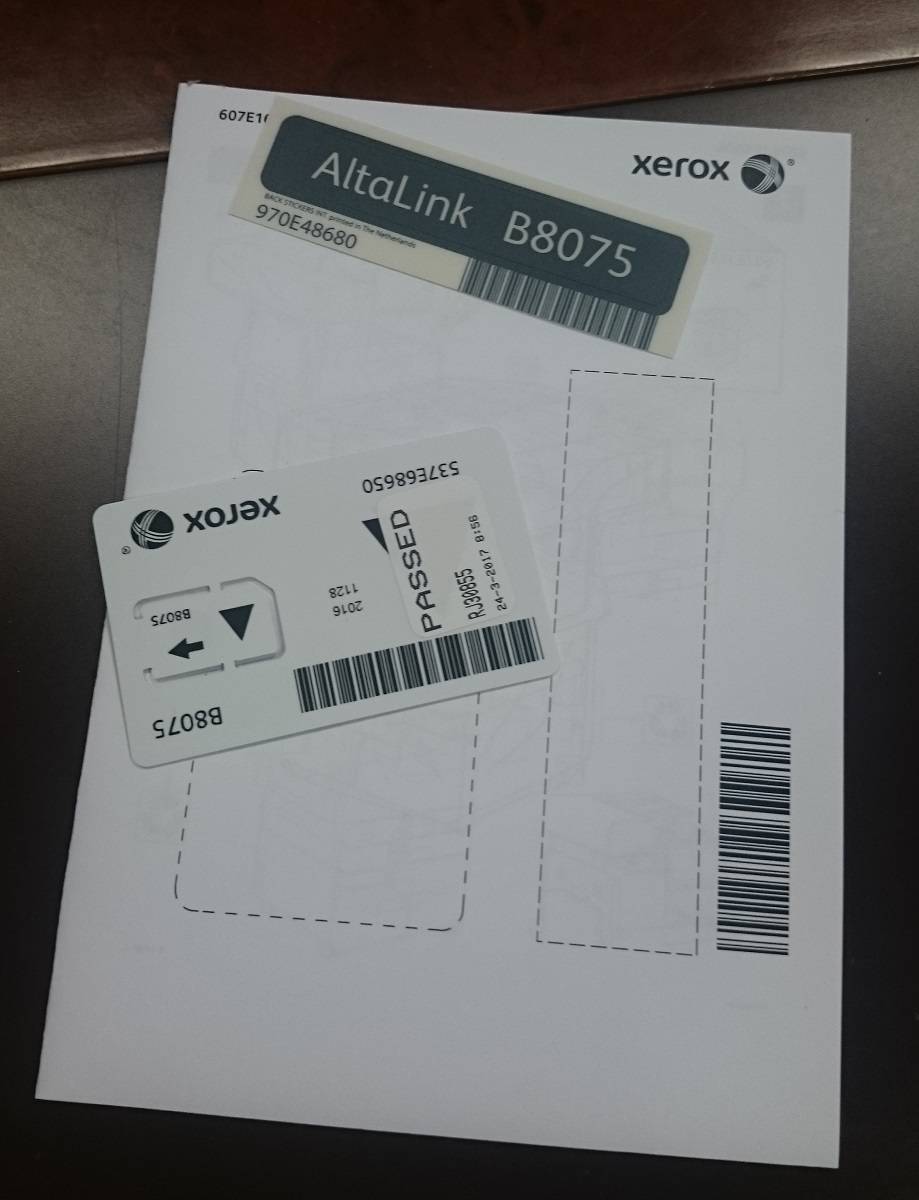 607E1
xerox ®
AltaLink B8075
BACK STICKERS INT. printed in The Netherlands
970E48680
537E68650
xerox ®
PASSED
RJ30855
24-3-2017 8:56
2016
1128
B8075
B8075